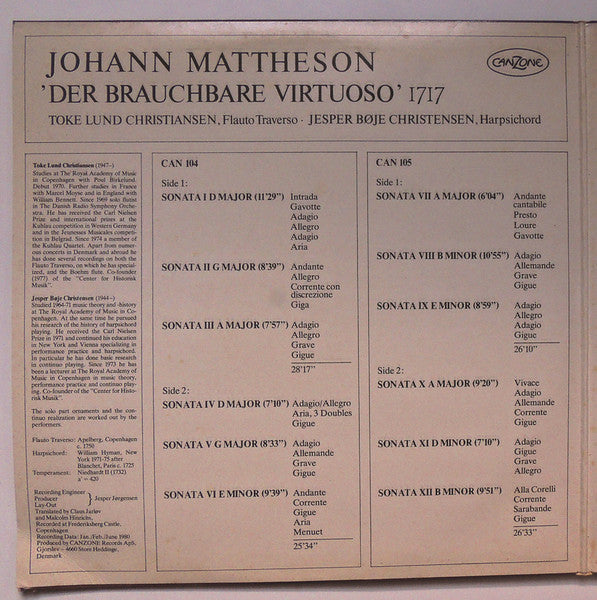 JOHANN MATTHESON
'DER BRAUCHBARE VIRTUOSO' 1717
TOKE LUND CHRISTIANSEN, Flauto Traverso · JESPER BØJE CHRISTENSEN, Harpsichord
CANZONE
Toke Lund Christiansen (1947–)
Studies at The Royal Academy of Music
in Copenhagen with Poul Birkelund.
Debut 1970. Further studies in France
with Marcel Moyse and in England with
William Bennett. Since 1969 solo flutist
in The Danish Radio Symphony Orche-
stra. He has received the Carl Nielsen
Prize and international prizes at the
Kuhlau competition in Western Germany
and in the Jeunesses Musicales competi-
tion in Belgrad. Since 1974 a member of
the Kuhlau Quartet. Apart from nume-
rous concerts in Denmark and abroad he
has done several recordings on both the
Flauto Traverso, on which he has special-
ized, and the Boehm flute. Co-founder
(1977) of the "Center for Historisk
Musik".
Jesper Bøje Christensen (1944–)
Studied 1964-71 music theory and -history
at The Royal Academy of Music in Co-
penhagen. At the same time he pursued
his research of the history of harpsichord
playing. He received the Carl Nielsen
Prize in 1971 and continued his education
in New York and Vienna specializing in
performance practice and harpsichord.
In particular he has done basic research
in continuo playing. Since 1973 he has
been a lecturer at The Royal Academy of
Music in Copenhagen in music theory,
performance practice and continuo play-
ing. Co-founder of the "Center for Histo-
risk Musik".
The solo part ornaments and the con-
tinuo realization are worked out by the
performers.
Flauto Traverso: Apelberg, Copenhagen
c. 1750
Harpsichord: William Hyman, New
York 1971-75 after
Blanchet, Paris c. 1725
Temperament: Niedhardt II (1732)
a' = 420
Recording Engineer
Producer } Jesper Jørgensen
Lay-Out
Translated by Claus Jarløv
and Malcolm Hinricks,
Recorded at Frederiksberg Castle,
Copenhagen
Recording Data: Jan./Feb./June 1980
Produced by CANZONE Records ApS,
Gjorslev – 4660 Store Heddinge,
Denmark
CAN 104
Side 1:
SONATA I D MAJOR (11'29") Intrada
Gavotte
Adagio
Allegro
Adagio
Aria
SONATA II G MAJOR (8'39") Andante
Allegro
Corrente con
discrezione
Giga
SONATA III A MAJOR (7'57") Adagio
Allegro
Grave
Gigue
28'17"
Side 2:
SONATA IV D MAJOR (7'10") Adagio/Allegro
Aria, 3 Doubles
Gigue
SONATA V G MAJOR (8'33") Adagio
Allemande
Grave
Gigue
SONATA VI E MINOR (9'39") Andante
Corrente
Gigue
Aria
Menuet
25'34"
CAN 105
Side 1:
SONATA VII A MAJOR (6'04") Andante
cantabile
Presto
Loure
Gavotte
SONATA VIII B MINOR (10'55") Adagio
Allemande
Grave
Gigue
SONATA IX E MINOR (8'59") Adagio
Allegro
Adagio
Gigue
26'10"
Side 2:
SONATA X A MAJOR (9'20") Vivace
Adagio
Allemande
Corrente
Gigue
SONATA XI D MINOR (7'10") Adagio
Gigue
Grave
Allegro
SONATA XII B MINOR (9'51") Alla Corelli
Corrente
Sarabande
Gigue
26'33"